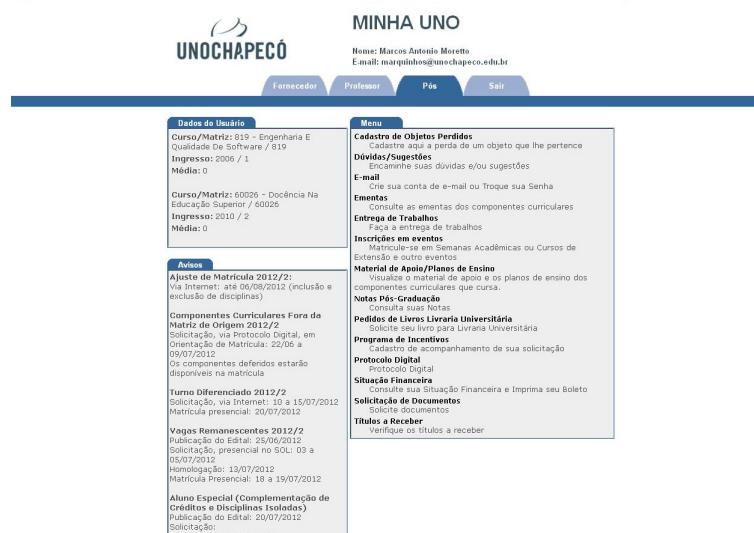 UNOCHAPECÓ
MINHA UNO
Nome: Marcos Antonio Moretto
E-mail: marquinhos@unochapeco.edu.br
Fornecedor
Professor
Pós
Sair
Dados do Usuário
Curso/Matriz: 819 - Engenharia E
Qualidade De Software / 819
Ingresso: 2006 / 1
Média: 0
Curso/Matriz: 60026 - Docência Na
Educação Superior / 60026
Ingresso: 2010 / 2
Média: 0
Avisos
Ajuste de Matrícula 2012/2:
Via Internet: até 06/08/2012 (inclusão e
exclusão de disciplinas)
Componentes Curriculares Fora da
Matriz de Origem 2012/2
Solicitação, via Protocolo Digital, em
Orientação de Matrícula: 22/06 a
09/07/2012
Os componentes deferidos estarão
disponíveis na matrícula
Turno Diferenciado 2012/2
Solicitação, via Internet: 10 a 15/07/2012
Matrícula presencial: 20/07/2012
Vagas Remanescentes 2012/2
Publicação do Edital: 25/06/2012
Solicitação, presencial no SOL: 03 a
05/07/2012
Homologação: 13/07/2012
Matrícula Presencial: 18 a 19/07/2012
Aluno Especial (Complementação de
Créditos e Disciplinas Isoladas)
Publicação do Edital: 20/07/2012
Solicitação:
Menu
Cadastro de Objetos Perdidos
Cadastre aqui a perda de um objeto que lhe pertence
Dúvidas/Sugestões
Encaminhe suas dúvidas e/ou sugestões
E-mail
Crie sua conta de e-mail ou Troque sua Senha
Ementas
Consulte as ementas dos componentes curriculares
Entrega de Trabalhos
Faça a entrega de trabalhos
Inscrições em eventos
Matricule-se em Semanas Acadêmicas ou Cursos de
Extensão e outro eventos
Material de Apoio/Planos de Ensino
Visualize o material de apoio e os planos de ensino dos
componentes curriculares que cursa.
Notas Pós-Graduação
Consulta suas Notas
Pedidos de Livros Livraria Universitária
Solicite seu livro para Livraria Universitária
Programa de Incentivos
Cadastro de acompanhamento de sua solicitação
Protocolo Digital
Protocolo Digital
Situação Financeira
Consulte sua Situação Financeira e Imprima seu Boleto
Solicitação de Documentos
Solicite documentos
Títulos a Receber
Verifique os títulos a receber